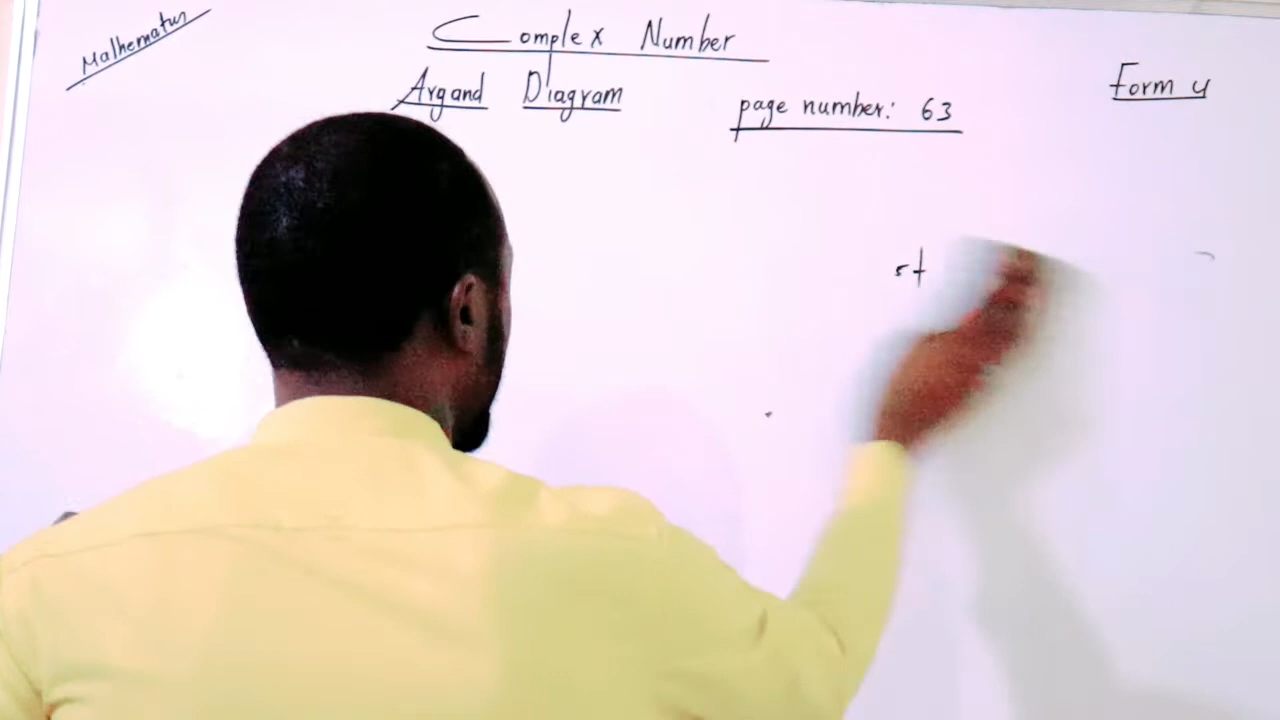 Mathematics
Complex Number
Argand Diagram
page number: 63
Form 4